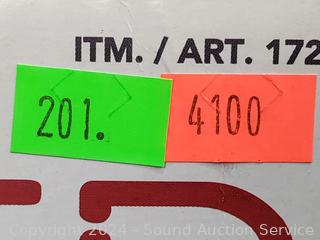 ITM. / ART. 172
201.
4100
Copyright 2024 - Sound Auction Service